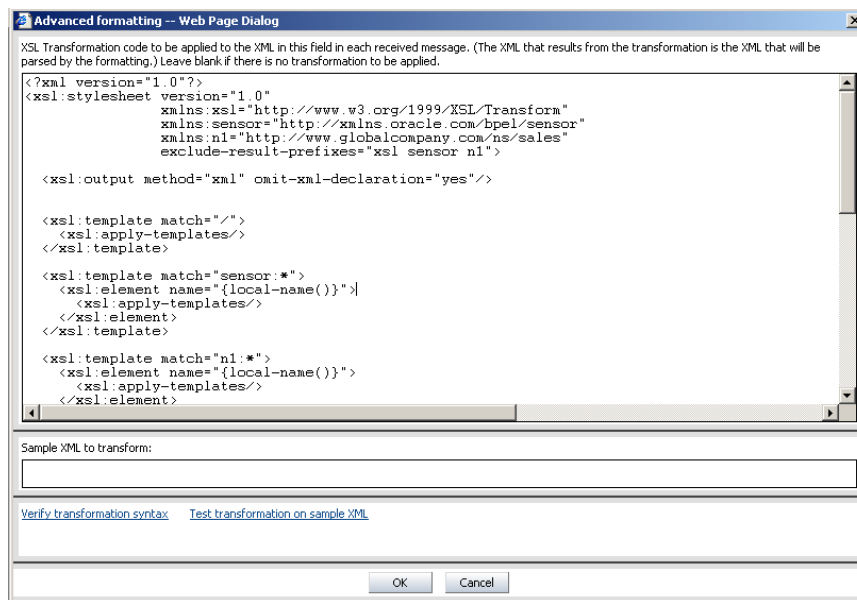 Advanced formatting -- Web Page Dialog
XSL Transformation code to be applied to the XML in this field in each received message. (The XML that results from the transformation is the XML that will be
parsed by the formatting.) Leave blank if there is no transformation to be applied.
<?xml version="1.0"?>
<xsl:stylesheet version="1.0"
xmlns:xsl="http://www.w3.org/1999/XSL/Transform"
xmlns:sensor="http://xmlns.oracle.com/bpel/sensor"
xmlns:n1="http://www.globalcompany.com/ns/sales"
exclude-result-prefixes="xsl sensor n1">
<xsl:output method="xml" omit-xml-declaration="yes"/>
<xsl:template match="/">
<xsl:apply-templates/>
</xsl:template>
<xsl:template match="sensor:*">
<xsl:element name="{local-name()}">
<xsl:apply-templates/>
</xsl:element>
</xsl:template>
<xsl:template match="n1:*">
<xsl:element name="{local-name()}">
<xsl:apply-templates/>
</xsl:element>
Sample XML to transform:
Verify transformation syntax Test transformation on sample XML
OK Cancel